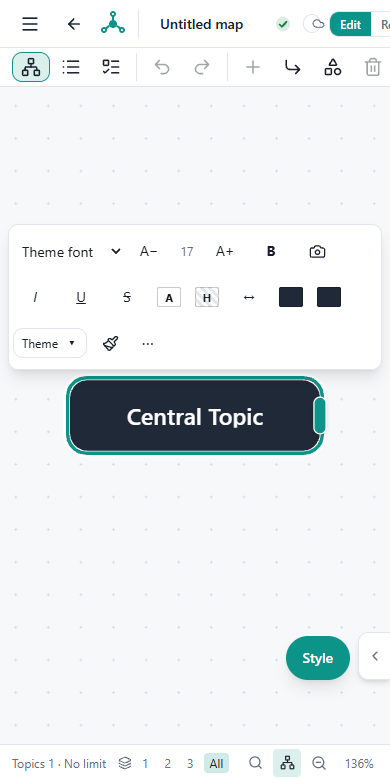 Untitled map
Edit
Theme font
A− 17 A+ B
I U S A H
Theme
Central Topic
Style
Topics 1 · No limit 1 2 3 All 136%